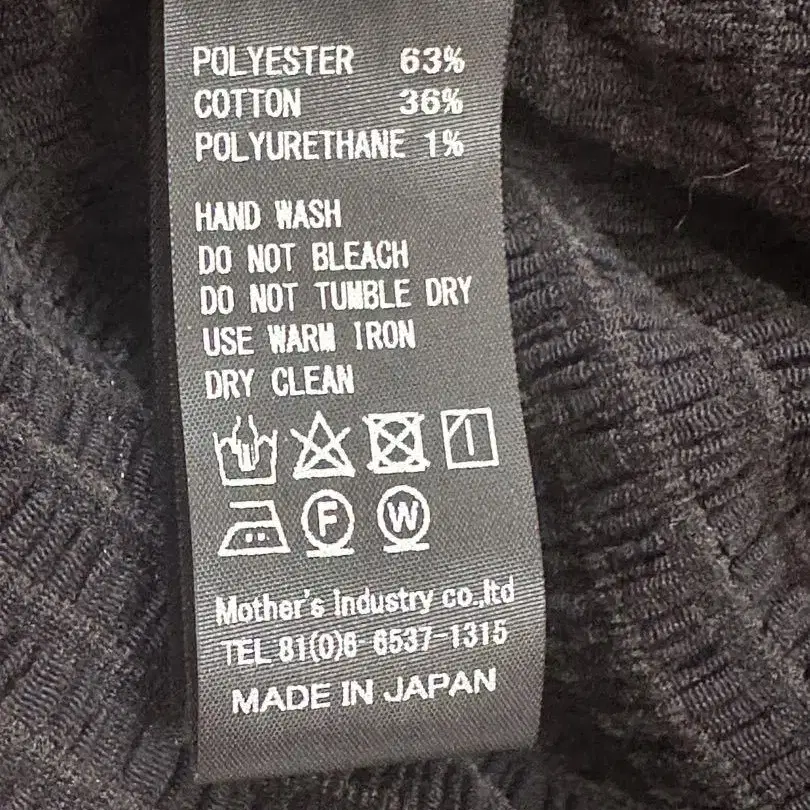 POLYESTER 63%
COTTON 36%
POLYURETHANE 1%
HAND WASH
DO NOT BLEACH
DO NOT TUMBLE DRY
USE WARM IRON
DRY CLEAN
F W
Mother's Industry co.,ltd
TEL 81(0)6 6537-1315
MADE IN JAPAN